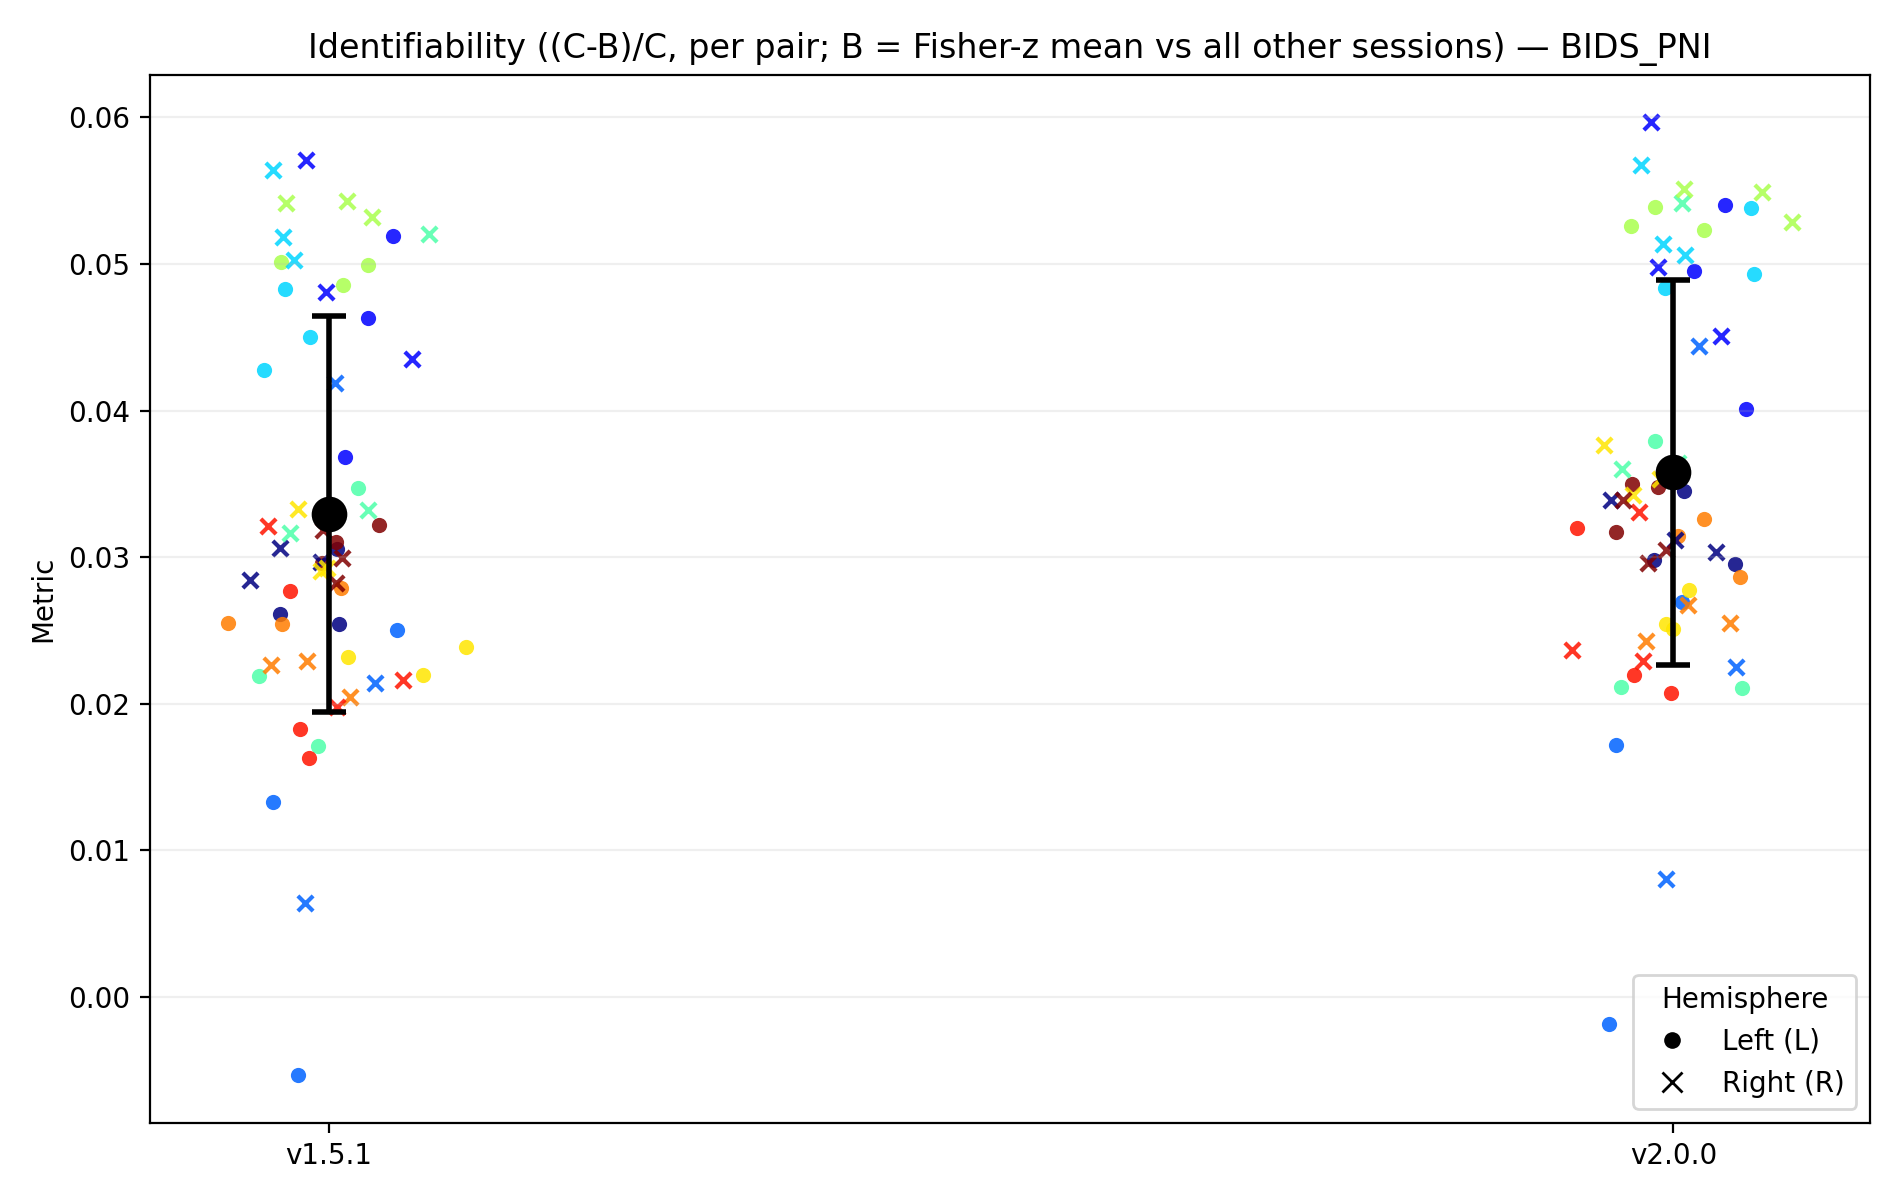 Identifiability ((C-B)/C, per pair; B = Fisher-z mean vs all other sessions) — BIDS_PNI
Metric
0.06
0.05
0.04
0.03
0.02
0.01
0.00
v1.5.1
v2.0.0
Hemisphere
Left (L)
Right (R)